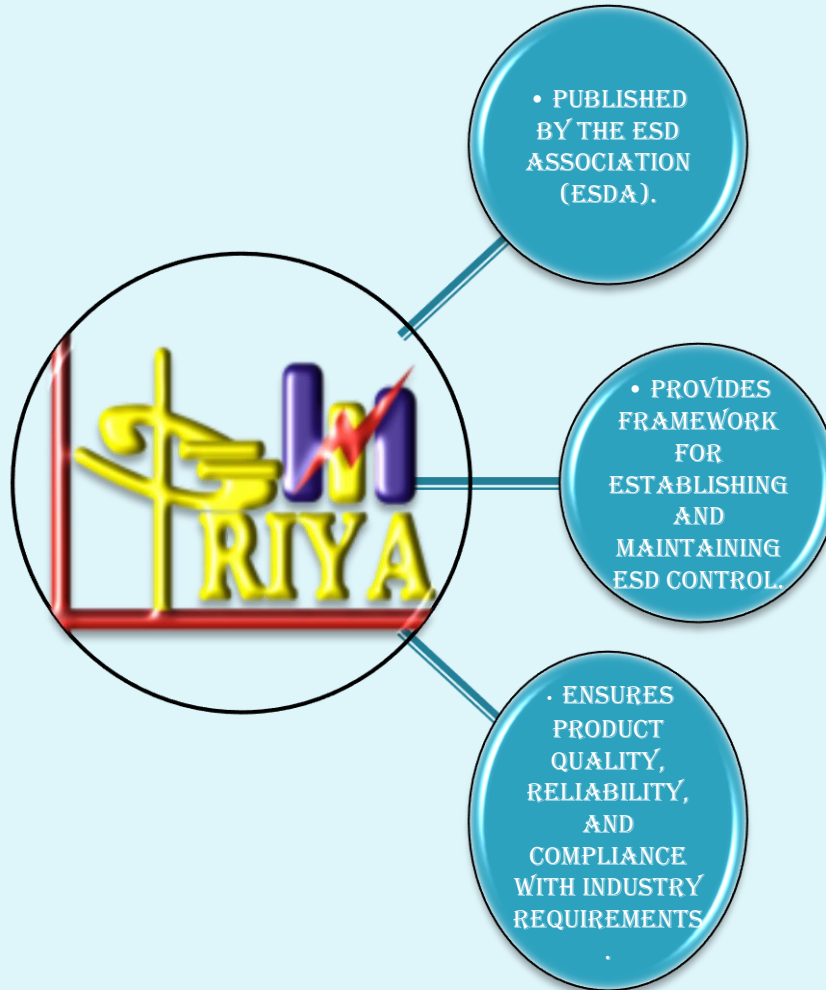 • PUBLISHED
BY THE ESD
ASSOCIATION
(ESDA).
RIYA
• PROVIDES
FRAMEWORK
FOR
ESTABLISHING
AND
MAINTAINING
ESD CONTROL.
· ENSURES
PRODUCT
QUALITY,
RELIABILITY,
AND
COMPLIANCE
WITH INDUSTRY
REQUIREMENTS
.